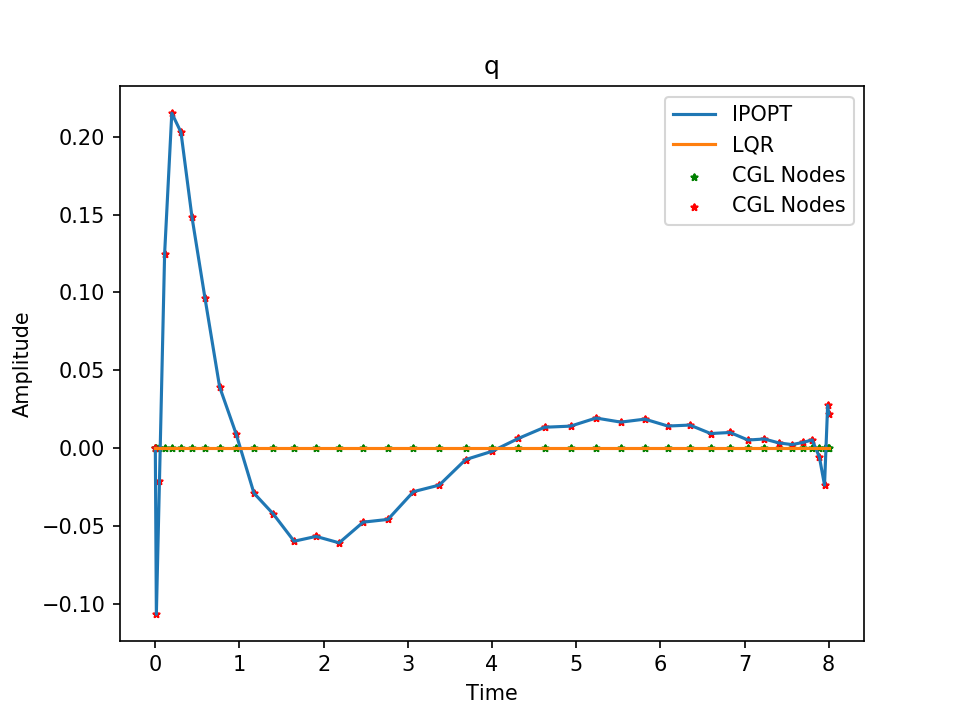 q
IPOPT
LQR
CGL Nodes
CGL Nodes
Amplitude
0.20
0.15
0.10
0.05
0.00
−0.05
−0.10
0 1 2 3 4 5 6 7 8
Time